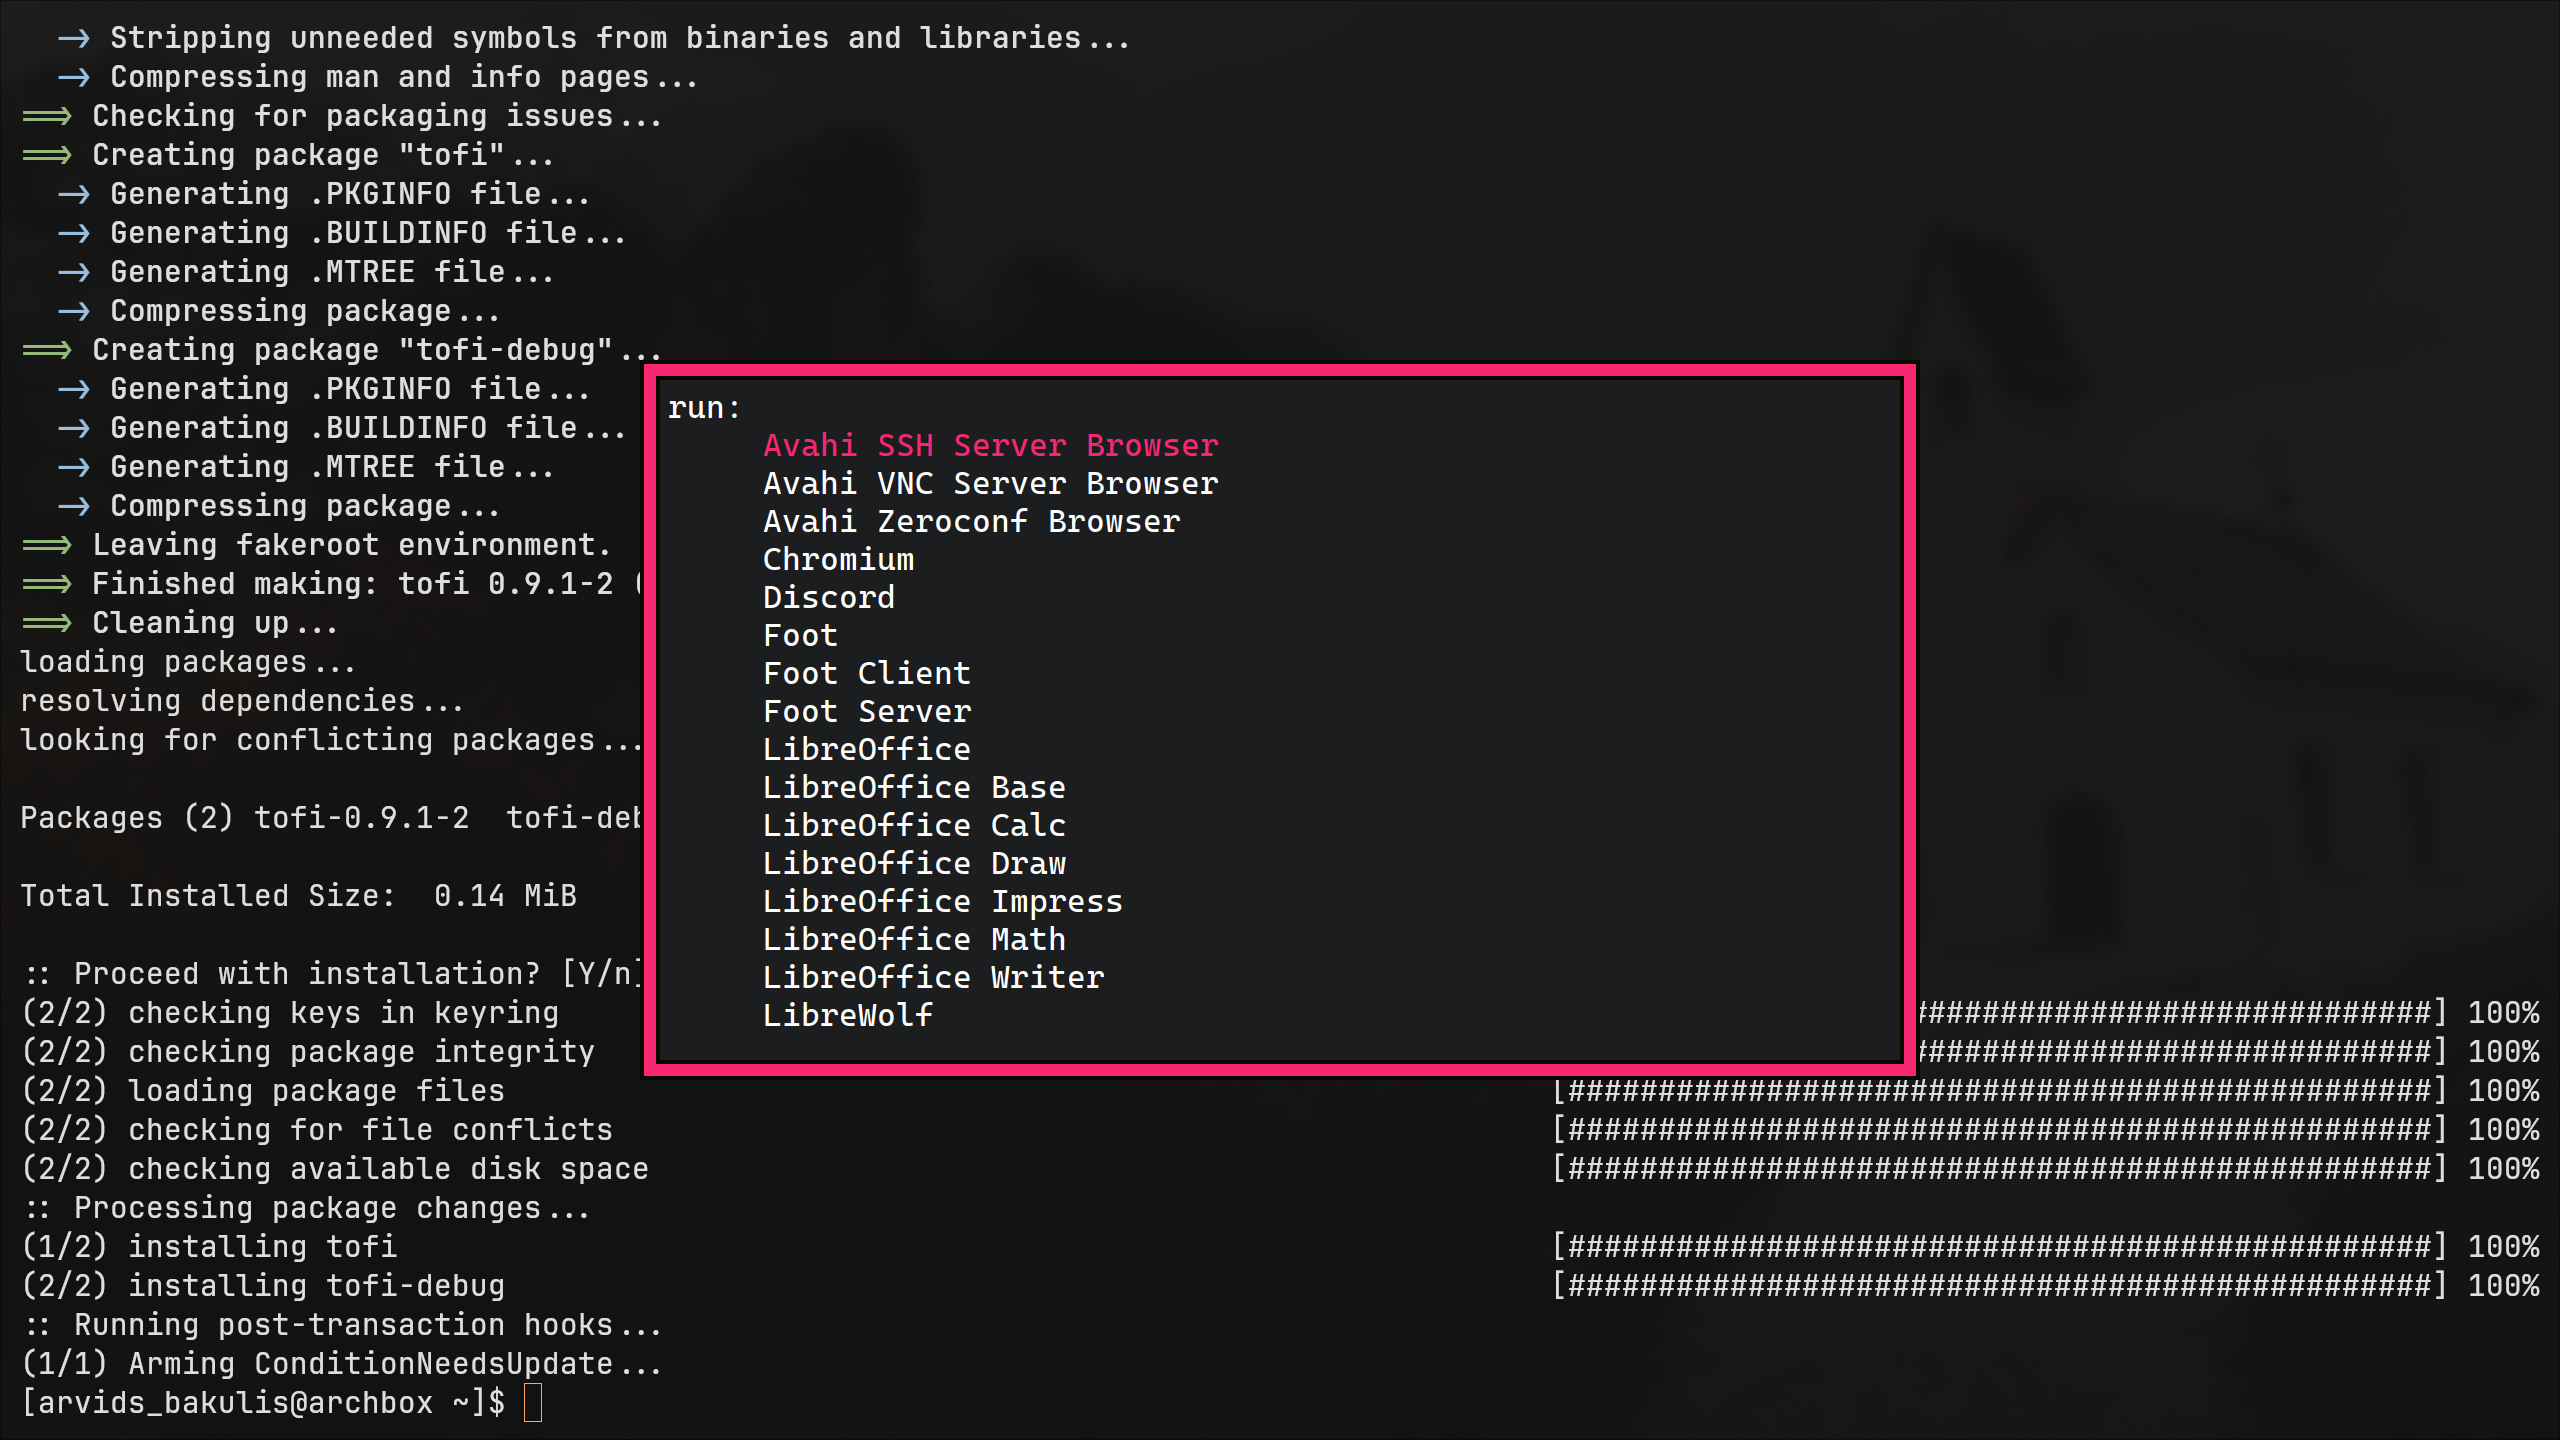 -> Stripping unneeded symbols from binaries and libraries...
-> Compressing man and info pages...
==> Checking for packaging issues...
==> Creating package "tofi"...
-> Generating .PKGINFO file...
-> Generating .BUILDINFO file...
-> Generating .MTREE file...
-> Compressing package...
==> Creating package "tofi-debug"...
-> Generating .PKGINFO file...
-> Generating .BUILDINFO file...
-> Generating .MTREE file...
-> Compressing package...
==> Leaving fakeroot environment.
==> Finished making: tofi 0.9.1-2
==> Cleaning up...
loading packages...
resolving dependencies...
looking for conflicting packages...
Packages (2) tofi-0.9.1-2  tofi-deb
Total Installed Size:  0.14 MiB
:: Proceed with installation? [Y/n]
(2/2) checking keys in keyring #############################] 100%
(2/2) checking package integrity #############################] 100%
(2/2) loading package files [################################################] 100%
(2/2) checking for file conflicts [################################################] 100%
(2/2) checking available disk space [################################################] 100%
:: Processing package changes...
(1/2) installing tofi [################################################] 100%
(2/2) installing tofi-debug [################################################] 100%
:: Running post-transaction hooks...
(1/1) Arming ConditionNeedsUpdate...
[arvids_bakulis@archbox ~]$
run:
Avahi SSH Server Browser
Avahi VNC Server Browser
Avahi Zeroconf Browser
Chromium
Discord
Foot
Foot Client
Foot Server
LibreOffice
LibreOffice Base
LibreOffice Calc
LibreOffice Draw
LibreOffice Impress
LibreOffice Math
LibreOffice Writer
LibreWolf